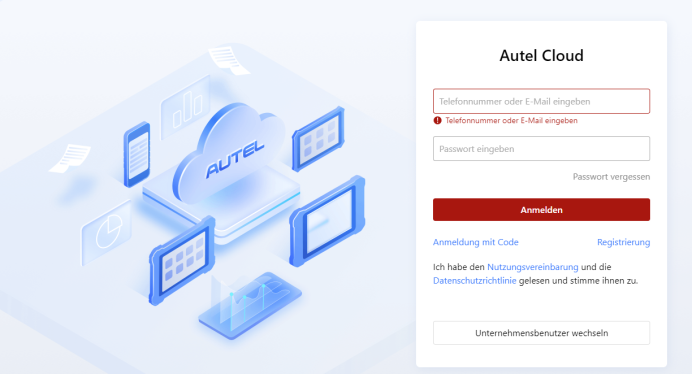 AUTEL
Autel Cloud
Telefonnummer oder E-Mail eingeben
Telefonnummer oder E-Mail eingeben
Passwort eingeben
Passwort vergessen
Anmelden
Anmeldung mit Code
Registrierung
Ich habe den Nutzungsvereinbarung und die
Datenschutzrichtlinie gelesen und stimme ihnen zu.
Unternehmensbenutzer wechseln